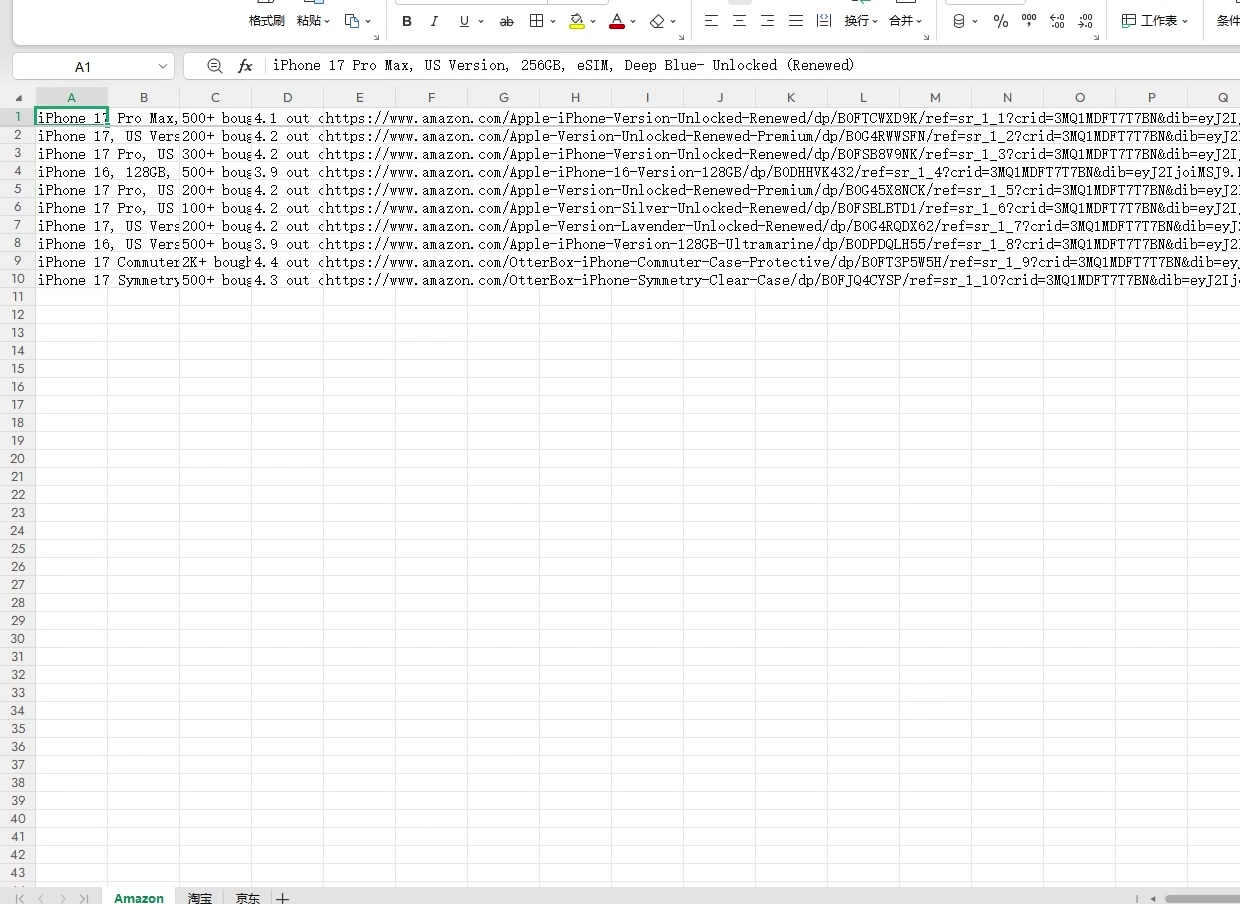 格式刷 粘贴 B I U ab A 换行 合并 % 工作表 条件
A1 fx iPhone 17 Pro Max, US Version, 256GB, eSIM, Deep Blue- Unlocked (Renewed)
A B C D E F G H I J K L M N O P Q
1 iPhone 17 Pro Max, 500+ boug 4.1 out o https://www.amazon.com/Apple-iPhone-Version-Unlocked-Renewed/dp/B0FTCWXD9K/ref=sr_1_1?crid=3MQ1MDFT7T7BN&dib=eyJ2I
2 iPhone 17, US Vers 200+ boug 4.2 out o https://www.amazon.com/Apple-Version-Unlocked-Renewed-Premium/dp/B0G4RWWSFN/ref=sr_1_2?crid=3MQ1MDFT7T7BN&dib=eyJ2
3 iPhone 17 Pro, US 300+ boug 4.2 out o https://www.amazon.com/Apple-iPhone-Version-Unlocked-Renewed/dp/B0FSB8V9NK/ref=sr_1_3?crid=3MQ1MDFT7T7BN&dib=eyJ2I
4 iPhone 16, 128GB, 500+ boug 3.9 out o https://www.amazon.com/Apple-iPhone-16-Version-128GB/dp/B0DHHVK432/ref=sr_1_4?crid=3MQ1MDFT7T7BN&dib=eyJ2IjoiMSJ9.
5 iPhone 17 Pro, US 200+ boug 4.2 out o https://www.amazon.com/Apple-Version-Unlocked-Renewed-Premium/dp/B0G45X8NCK/ref=sr_1_5?crid=3MQ1MDFT7T7BN&dib=eyJ2
6 iPhone 17 Pro, US 100+ boug 4.2 out o https://www.amazon.com/Apple-Version-Silver-Unlocked-Renewed/dp/B0FSBLBTD1/ref=sr_1_6?crid=3MQ1MDFT7T7BN&dib=eyJ2I
7 iPhone 17, US Vers 200+ boug 4.2 out o https://www.amazon.com/Apple-Version-Lavender-Unlocked-Renewed/dp/B0G4RQDX62/ref=sr_1_7?crid=3MQ1MDFT7T7BN&dib=eyJ
8 iPhone 16, US Vers 500+ boug 3.9 out o https://www.amazon.com/Apple-iPhone-Version-128GB-Ultramarine/dp/B0DPDQLH55/ref=sr_1_8?crid=3MQ1MDFT7T7BN&dib=eyJ2
9 iPhone 17 Commuter 2K+ bough 4.4 out o https://www.amazon.com/OtterBox-iPhone-Commuter-Case-Protective/dp/B0FT3P5W5H/ref=sr_1_9?crid=3MQ1MDFT7T7BN&dib=ey
10 iPhone 17 Symmetry 500+ boug 4.3 out o https://www.amazon.com/OtterBox-iPhone-Symmetry-Clear-Case/dp/B0FJQ4CYSP/ref=sr_1_10?crid=3MQ1MDFT7T7BN&dib=eyJ2Ij
11
12
13
14
15
16
17
18
19
20
21
22
23
24
25
26
27
28
29
30
31
32
33
34
35
36
37
38
39
40
41
42
43
Amazon 淘宝 京东